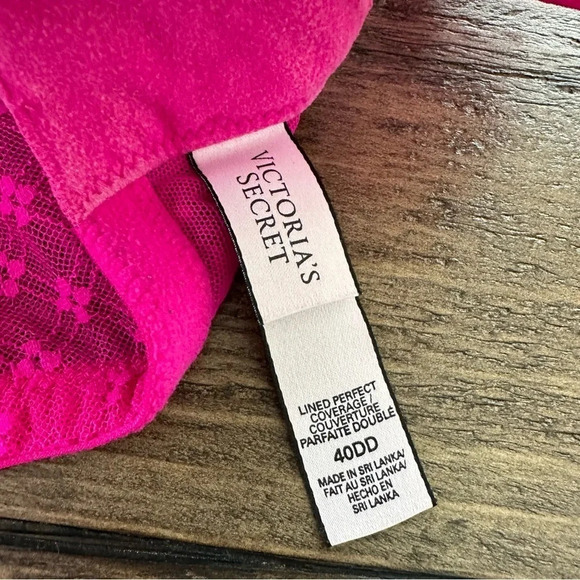 VICTORIA'S
SECRET
LINED PERFECT
COVERAGE/
COUVERTURE
PARFAITE DOUBLÉ
40DD
MADE IN SRI LANKA/
FAIT AU SRI LANKA/
HECHO EN
SRI LANKA